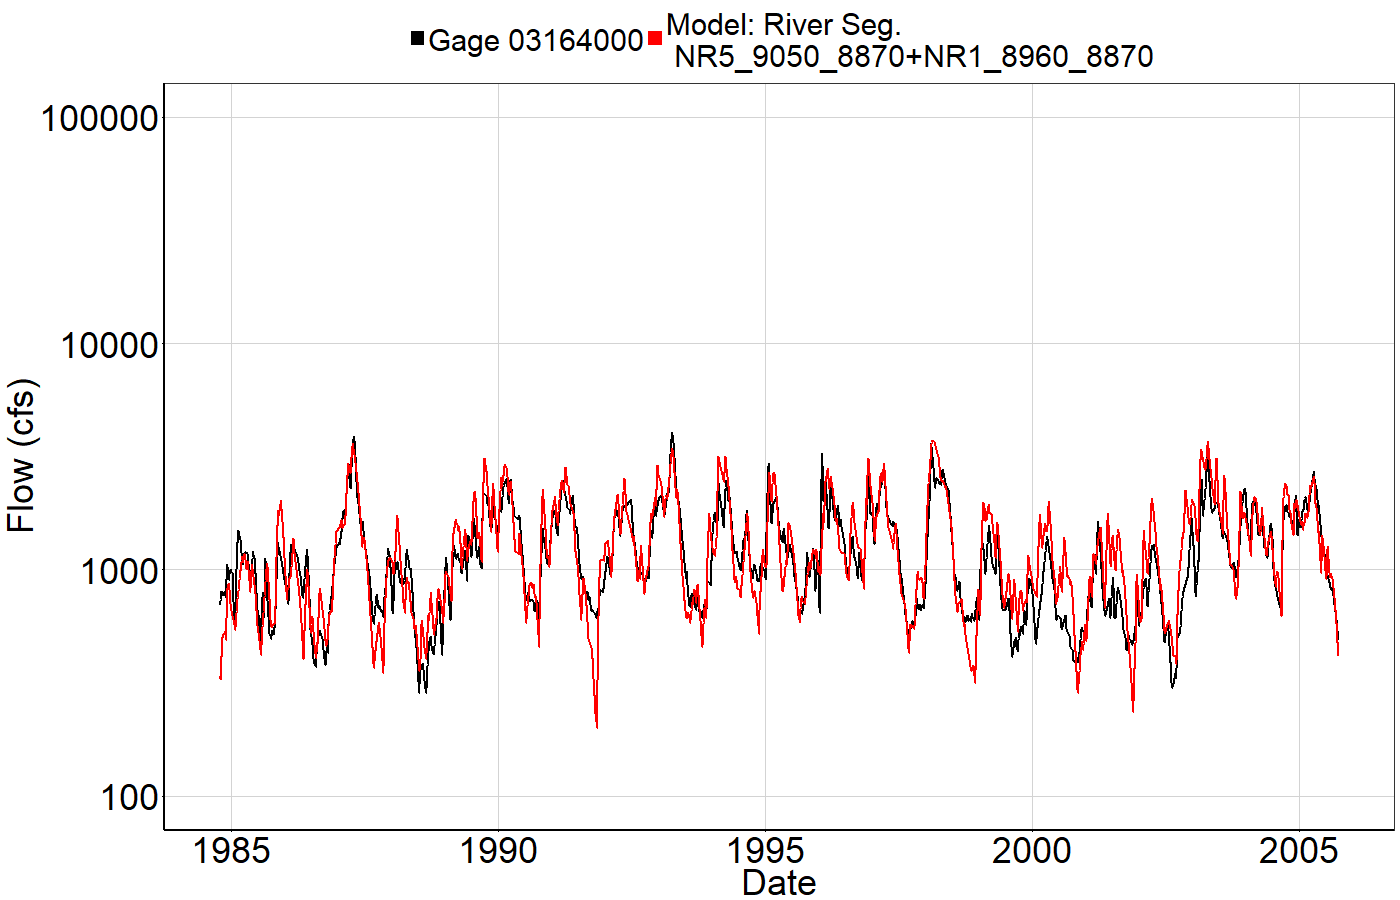 Gage 03164000
Model: River Seg.
NR5_9050_8870+NR1_8960_8870
100000
10000
1000
100
Flow (cfs)
1985 1990 1995 2000 2005
Date